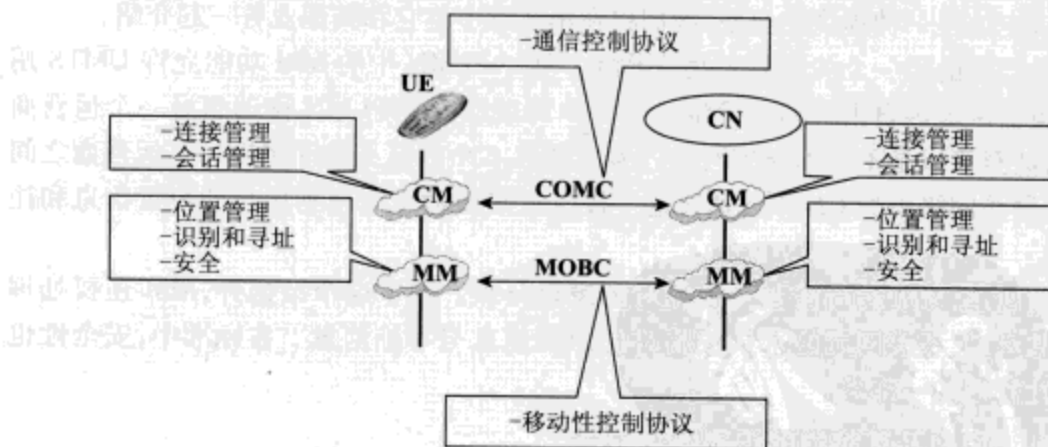 -通信控制协议
UE
CN
-连接管理
-会话管理
-连接管理
-会话管理
CM
COMC
CM
-位置管理
-识别和寻址
-安全
-位置管理
-识别和寻址
-安全
MM
MOBC
MM
-移动性控制协议